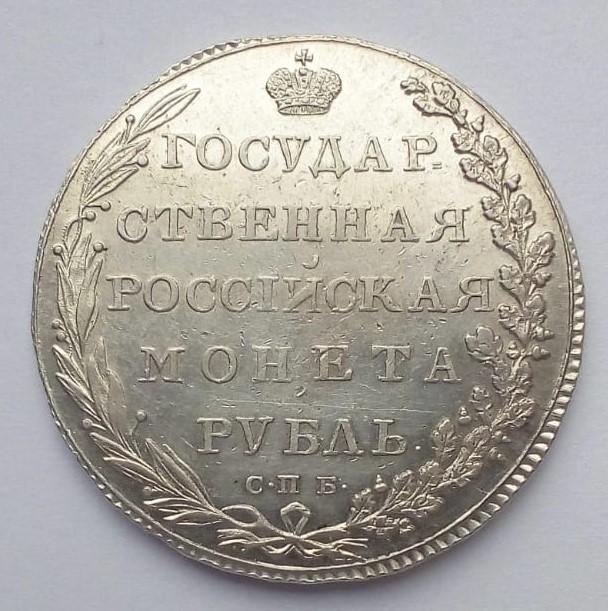 ГОСУДАР-
СТВЕННАЯ
РОССІЙСКАЯ
МОНЕТА
РУБЛЬ.
С·П Б·